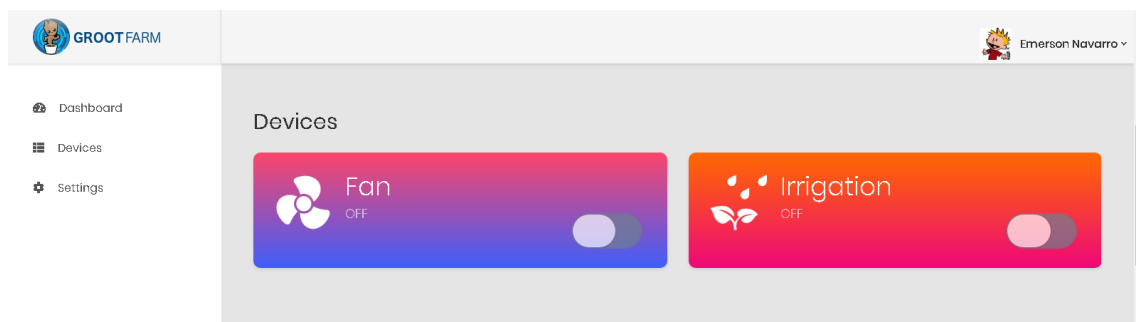 GROOT FARM
Emerson Navarro
Dashboard
Devices
Settings
Devices
Fan
OFF
Irrigation
OFF